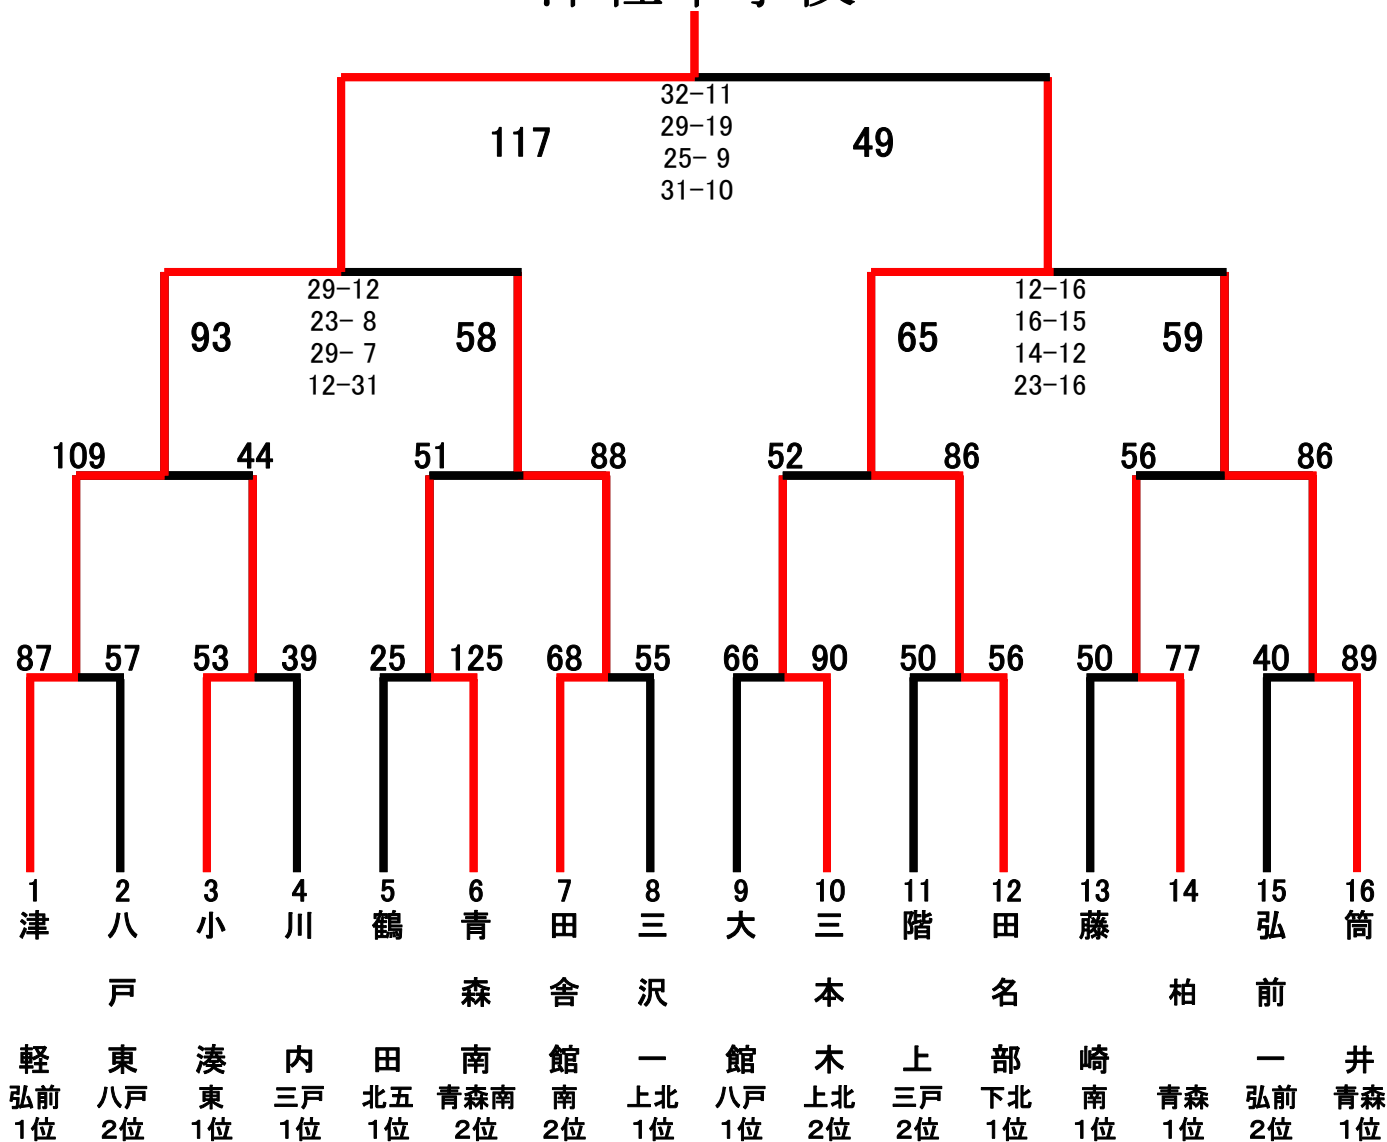 32-11
29-19
25- 9
31-10
117
49
29-12
23- 8
29- 7
12-31
93
58
12-16
16-15
14-12
23-16
65
59
109
44
51
88
52
86
56
86
87
57
53
39
25
125
68
55
66
90
50
56
50
77
40
89
1
津軽
弘前
1位
2
八戸東
八戸
2位
3
小湊
東
1位
4
川内
三戸
1位
5
鶴田
北五
1位
6
青森南
青森南
2位
7
田舎館
南
2位
8
三沢一
上北
1位
9
大館
八戸
1位
10
三本木
上北
2位
11
階上
三戸
2位
12
田名部
下北
1位
13
藤崎
南
1位
14
柏
青森
1位
15
弘前一
弘前
2位
16
筒井
青森
1位